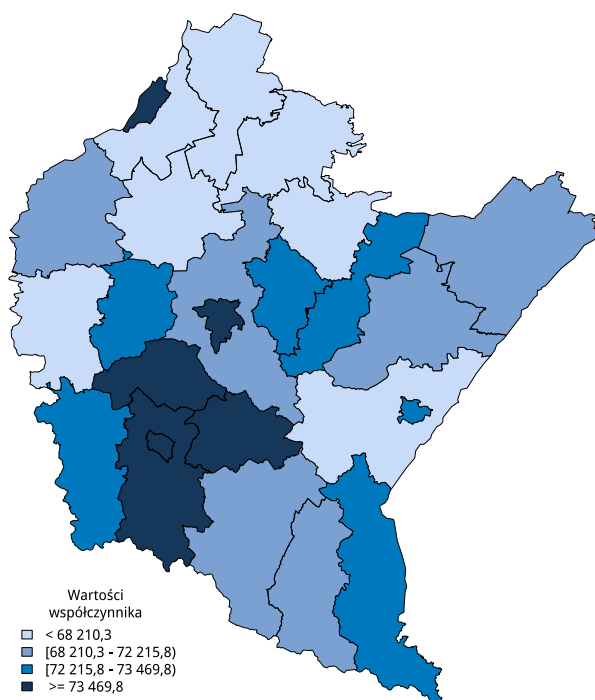 Wartości
współczynnika
< 68 210,3
[68 210,3 - 72 215,8)
[72 215,8 - 73 469,8)
>= 73 469,8